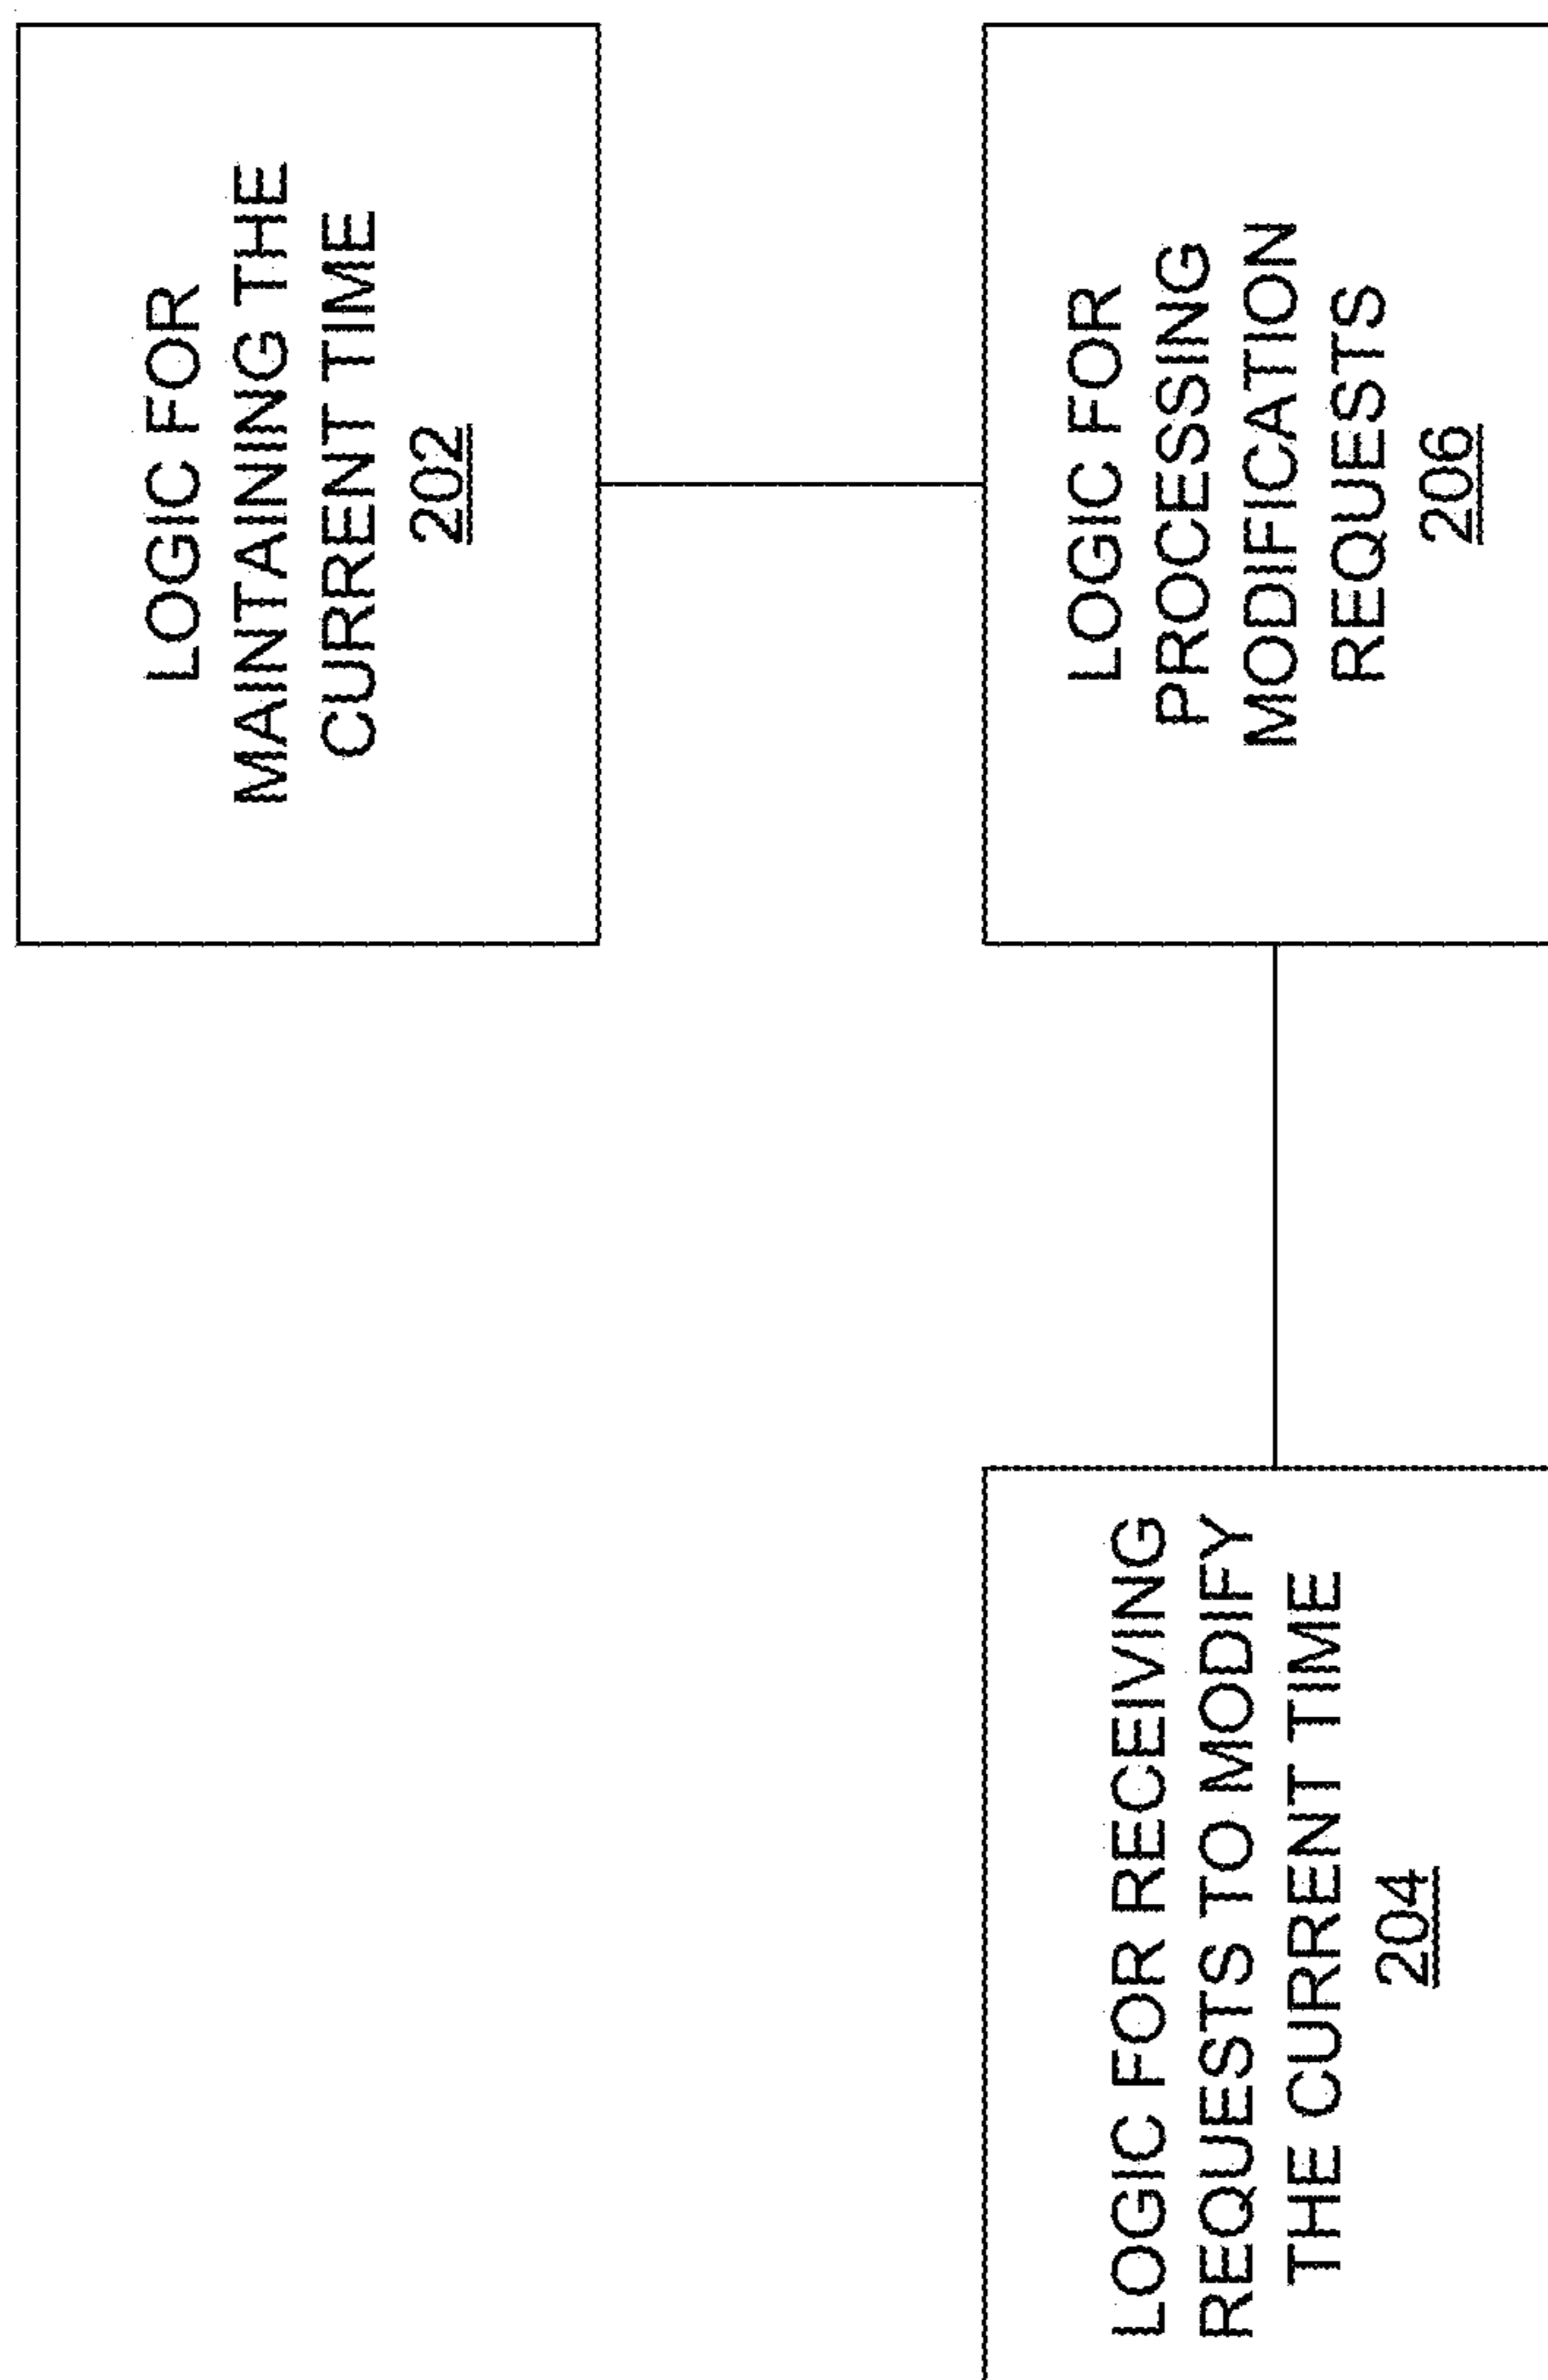 LOGIC FOR
MAINTAINING THE
CURRENT TIME
202
LOGIC FOR RECEIVING
REQUESTS TO MODIFY
THE CURRENT TIME
204
LOGIC FOR
PROCESSING
MODIFICATION
REQUESTS
206